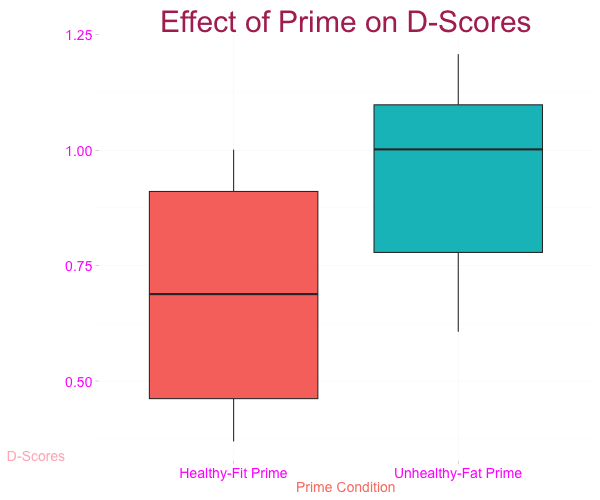 Effect of Prime on D-Scores
1.25
1.00
0.75
0.50
D-Scores
Healthy-Fit Prime
Unhealthy-Fat Prime
Prime Condition